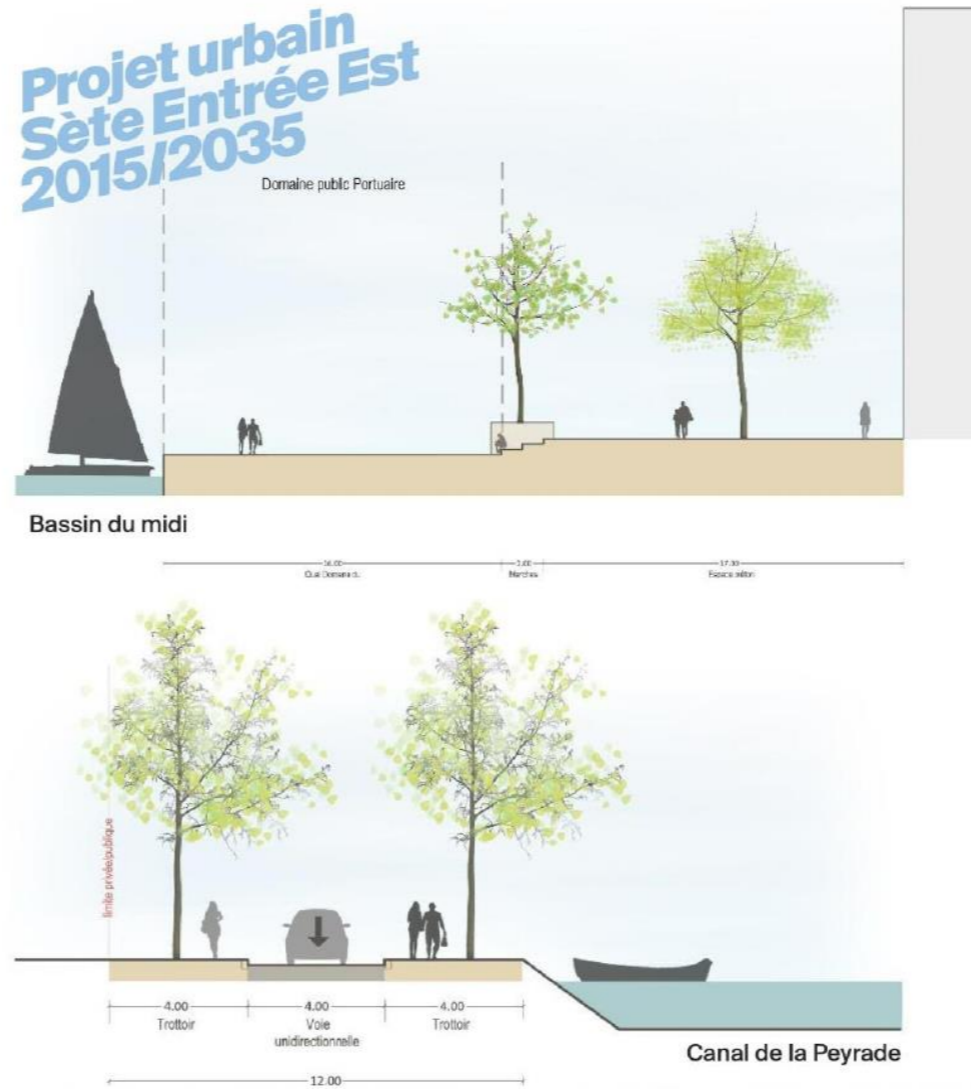 Projet urbain
Sète Entrée Est
2015/2035
Domaine public Portuaire
Bassin du midi
Marches
limite privée/publique
4.00
4.00
4.00
Trottoir
Voie
unidirectionnelle
Trottoir
Canal de la Peyrade
12.00